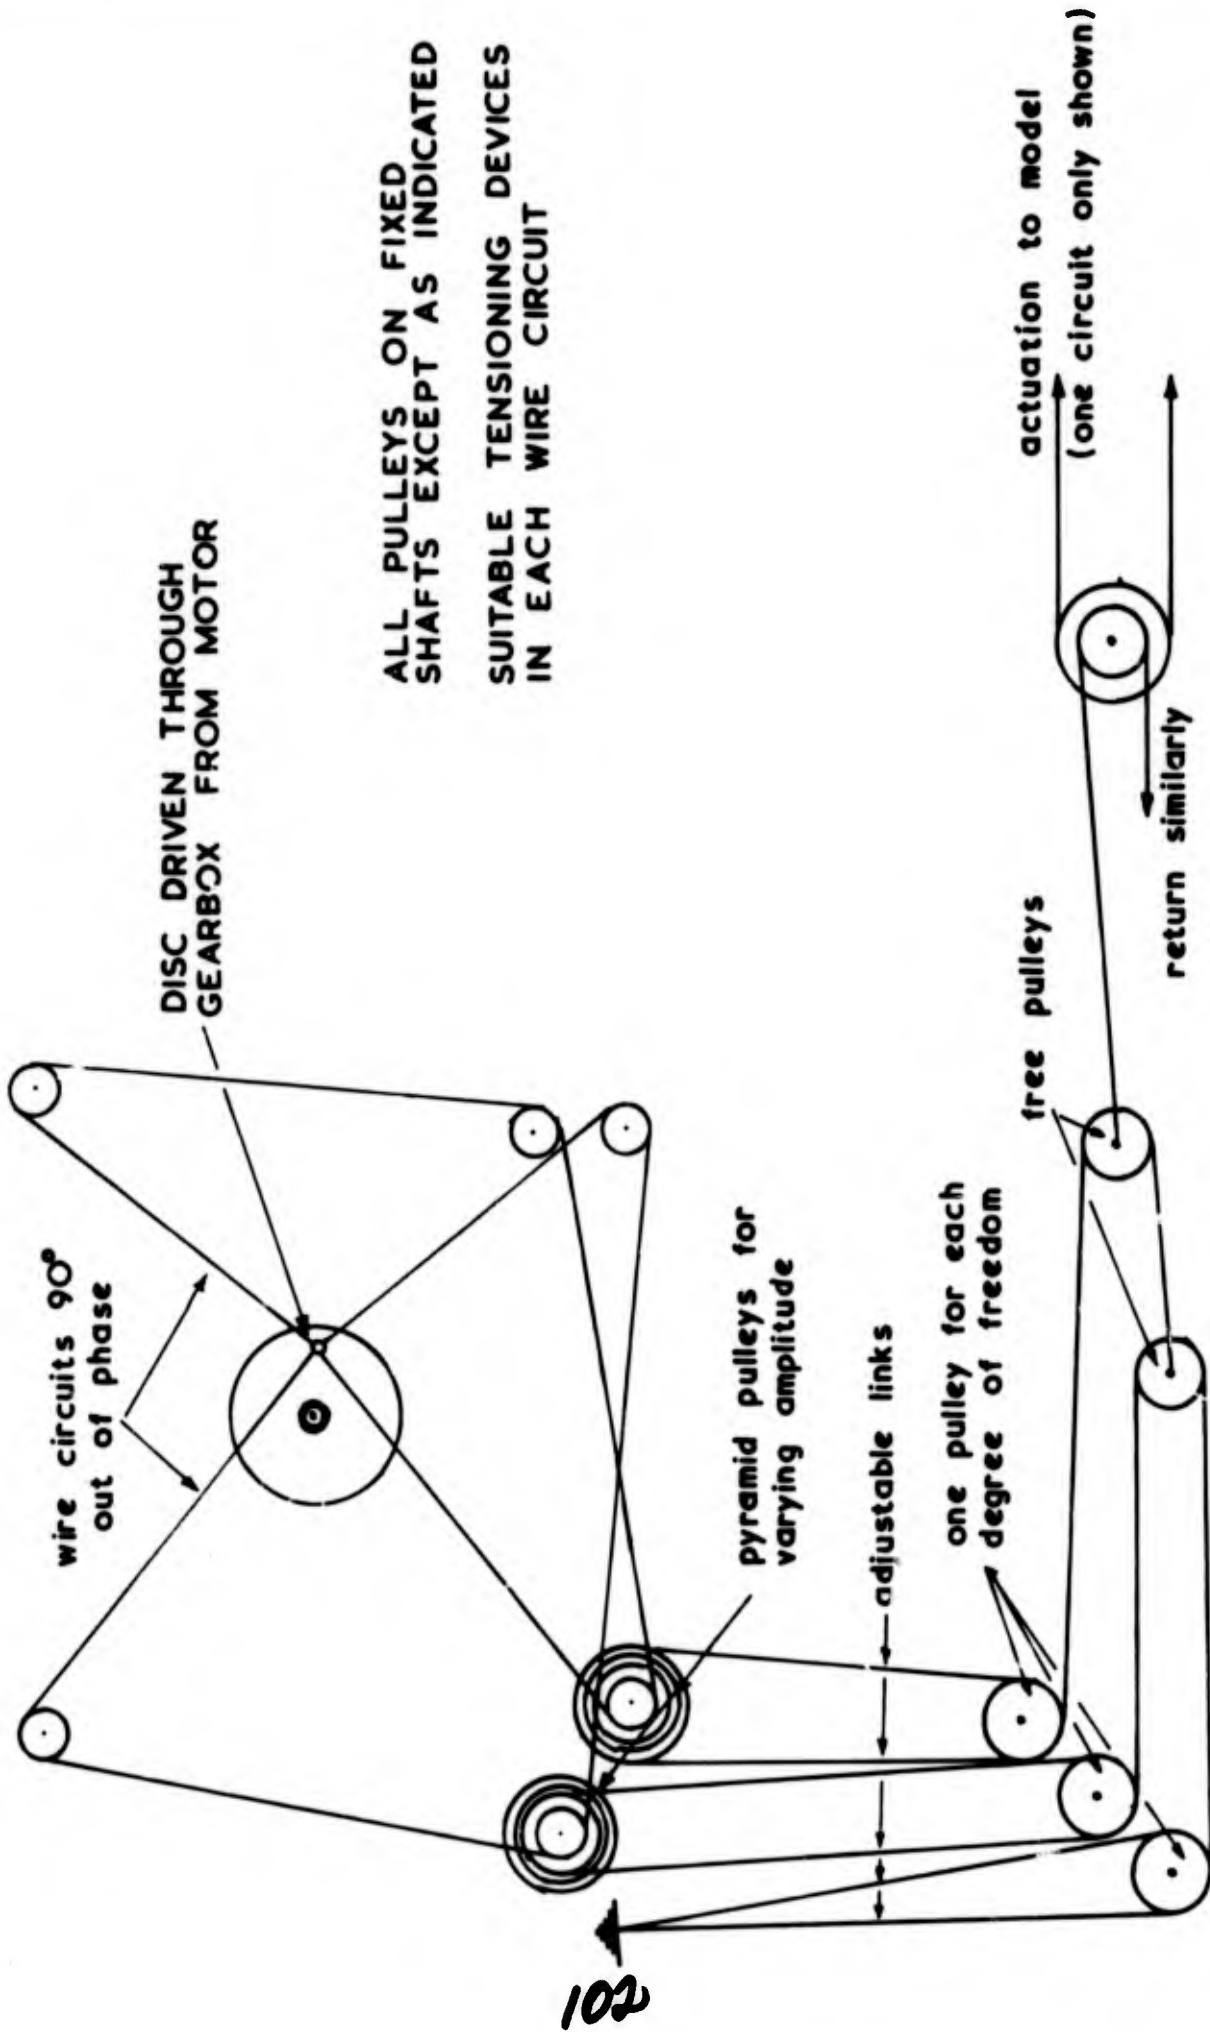 DISC DRIVEN THROUGH
GEARBOX FROM MOTOR
wire circuits 90°
out of phase
ALL PULLEYS ON FIXED
SHAFTS EXCEPT AS INDICATED
SUITABLE TENSIONING DEVICES
IN EACH WIRE CIRCUIT
pyramid pulleys for
varying amplitude
adjustable links
one pulley for each
degree of freedom
free pulleys
actuation to model
(one circuit only shown)
return similarly
102